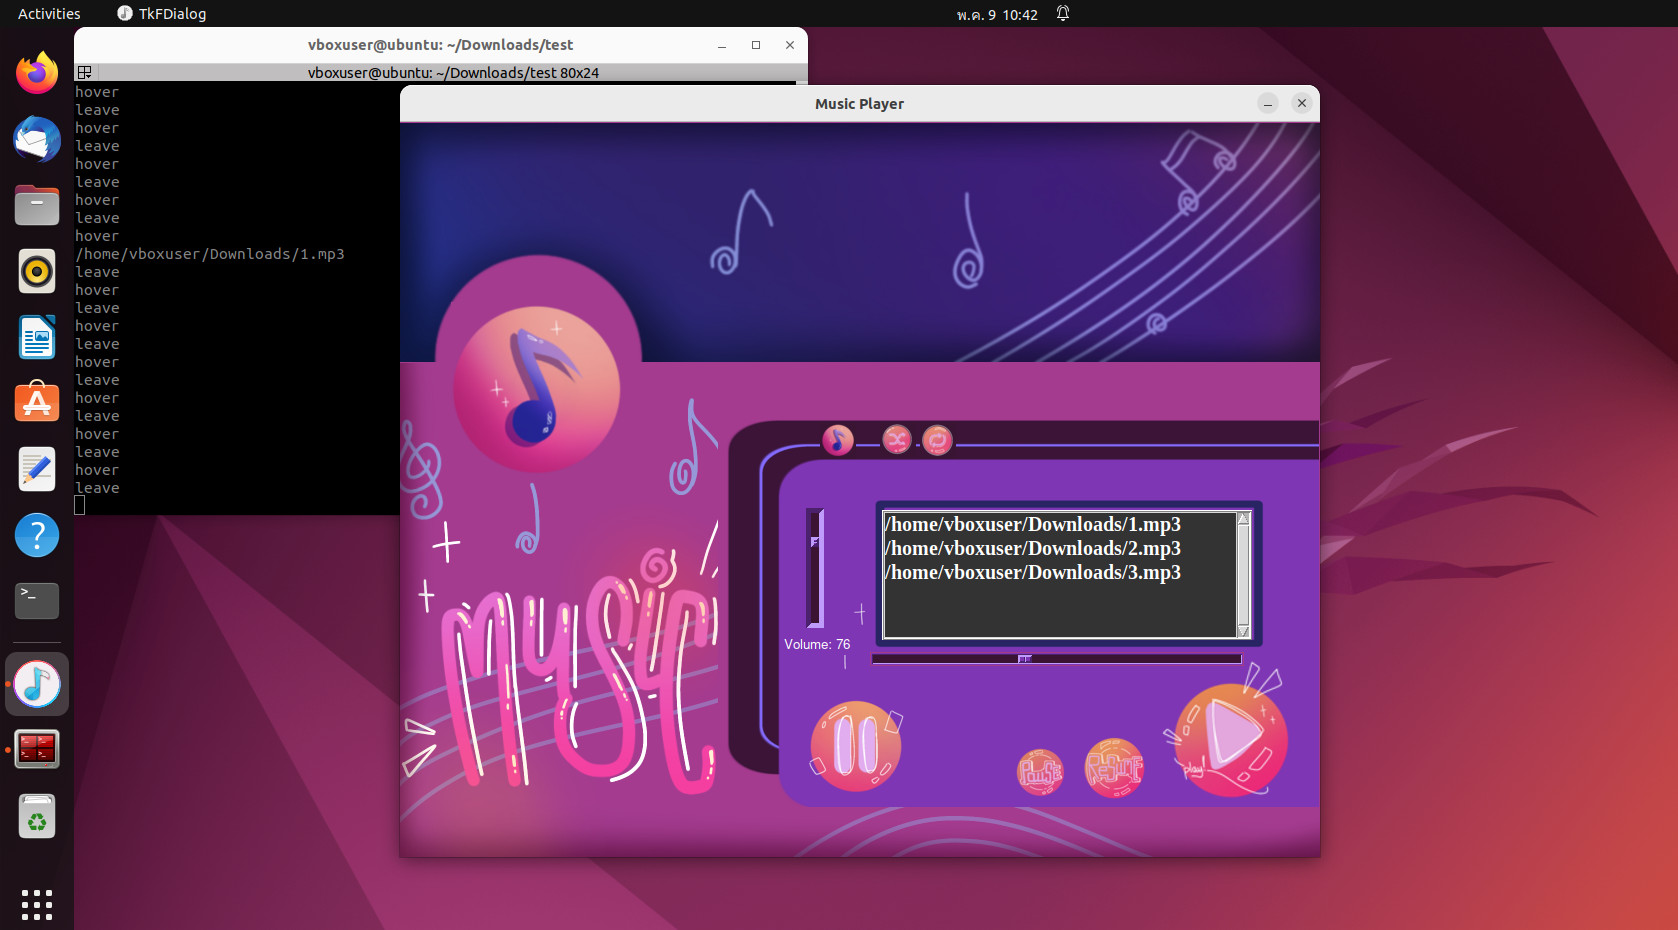 Activities
TkFDialog
พ.ค. 9 10:42
vboxuser@ubuntu: ~/Downloads/test
vboxuser@ubuntu: ~/Downloads/test 80x24
hover
leave
hover
leave
hover
leave
hover
leave
hover
/home/vboxuser/Downloads/1.mp3
leave
hover
leave
hover
leave
hover
leave
hover
leave
hover
leave
hover
leave
Music Player
/home/vboxuser/Downloads/1.mp3
/home/vboxuser/Downloads/2.mp3
/home/vboxuser/Downloads/3.mp3
Volume: 76
music
PAUSE
RESUME
play!